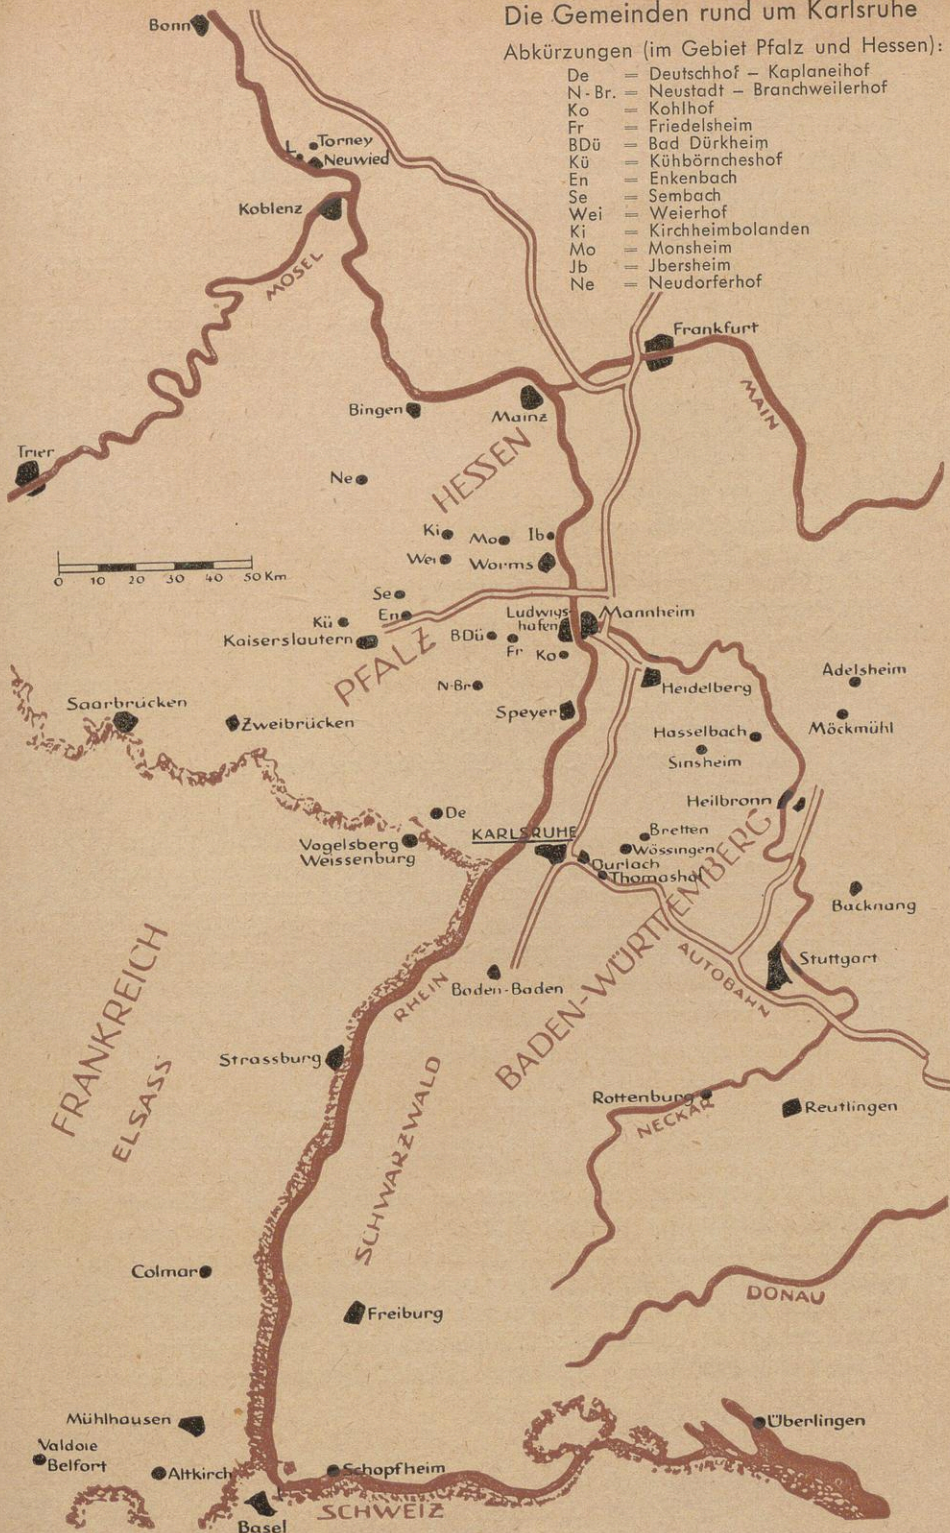 Die Gemeinden rund um Karlsruhe
Abkürzungen (im Gebiet Pfalz und Hessen):
De = Deutschhof – Kaplaneihof
N-Br. = Neustadt – Branchweilerhof
Ko = Kohlhof
Fr = Friedelsheim
BDü = Bad Dürkheim
Kü = Kühbörncheshof
En = Enkenbach
Se = Sembach
Wei = Weierhof
Ki = Kirchheimbolanden
Mo = Monsheim
Jb = Jbersheim
Ne = Neudorferhof
Bonn
Torney
L
Neuwied
Koblenz
MOSEL
Frankfurt
MAIN
Bingen
Mainz
Trier
HESSEN
Ne
Ki
Mo
Ib
Wei
Worms
0 10 20 30 40 50 Km
Se
En
Ludwigs-
hafen
Mannheim
Kü
Kaiserslautern
BDü
Fr
Ko
PFALZ
Heidelberg
Adelsheim
N-Br
Saarbrücken
Zweibrücken
Speyer
Möckmühl
Hasselbach
Sinsheim
Heilbronn
De
KARLSRUHE
Bretten
Vogelsberg
Weissenburg
Wössingen
Durlach
Thomashof
Backnang
BADEN-WÜRTTEMBERG
AUTOBAHN
Stuttgart
Baden-Baden
RHEIN
FRANKREICH
ELSASS
Strassburg
SCHWARZWALD
Rottenburg
NECKAR
Reutlingen
Colmar
DONAU
Freiburg
Mühlhausen
Überlingen
Valdoie
Belfort
Altkirch
Schopfheim
SCHWEIZ
Basel